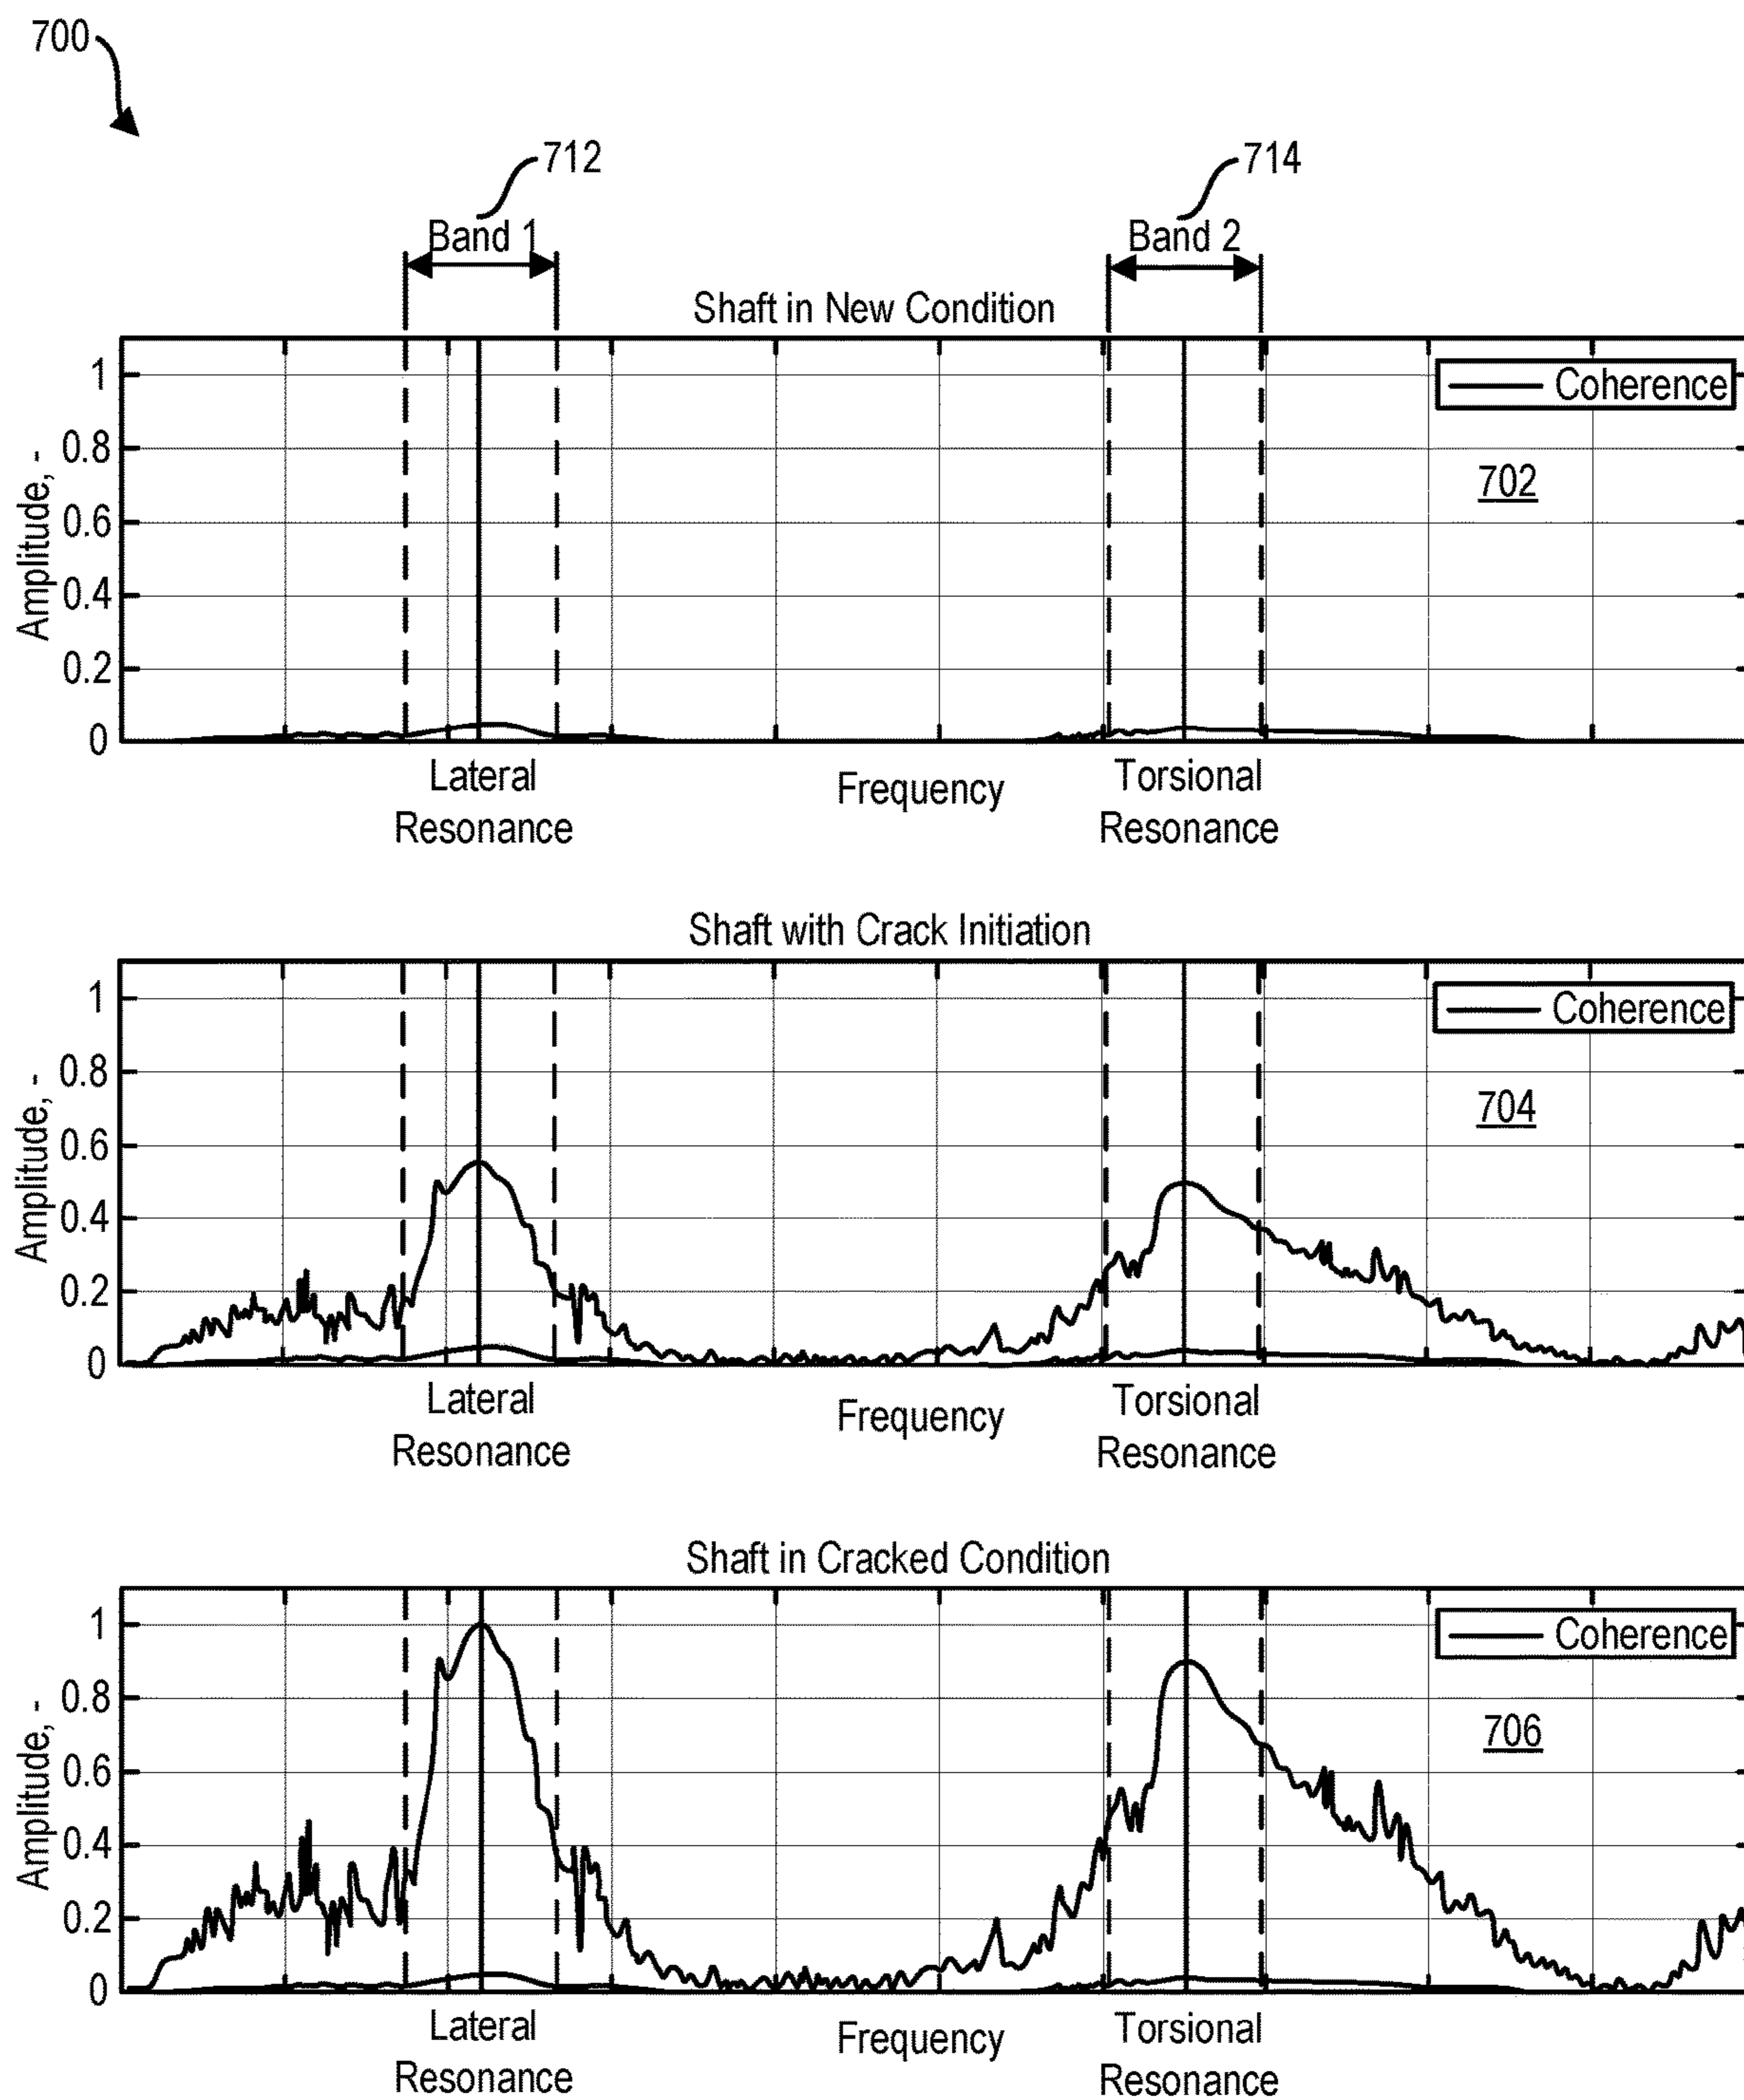 700
712
714
Band 1
Band 2
Shaft in New Condition
Amplitude, -
1
0.8
0.6
0.4
0.2
0
Coherence
702
Lateral
Resonance
Frequency
Torsional
Resonance
Shaft with Crack Initiation
Amplitude, -
1
0.8
0.6
0.4
0.2
0
Coherence
704
Lateral
Resonance
Frequency
Torsional
Resonance
Shaft in Cracked Condition
Amplitude, -
1
0.8
0.6
0.4
0.2
0
Coherence
706
Lateral
Resonance
Frequency
Torsional
Resonance